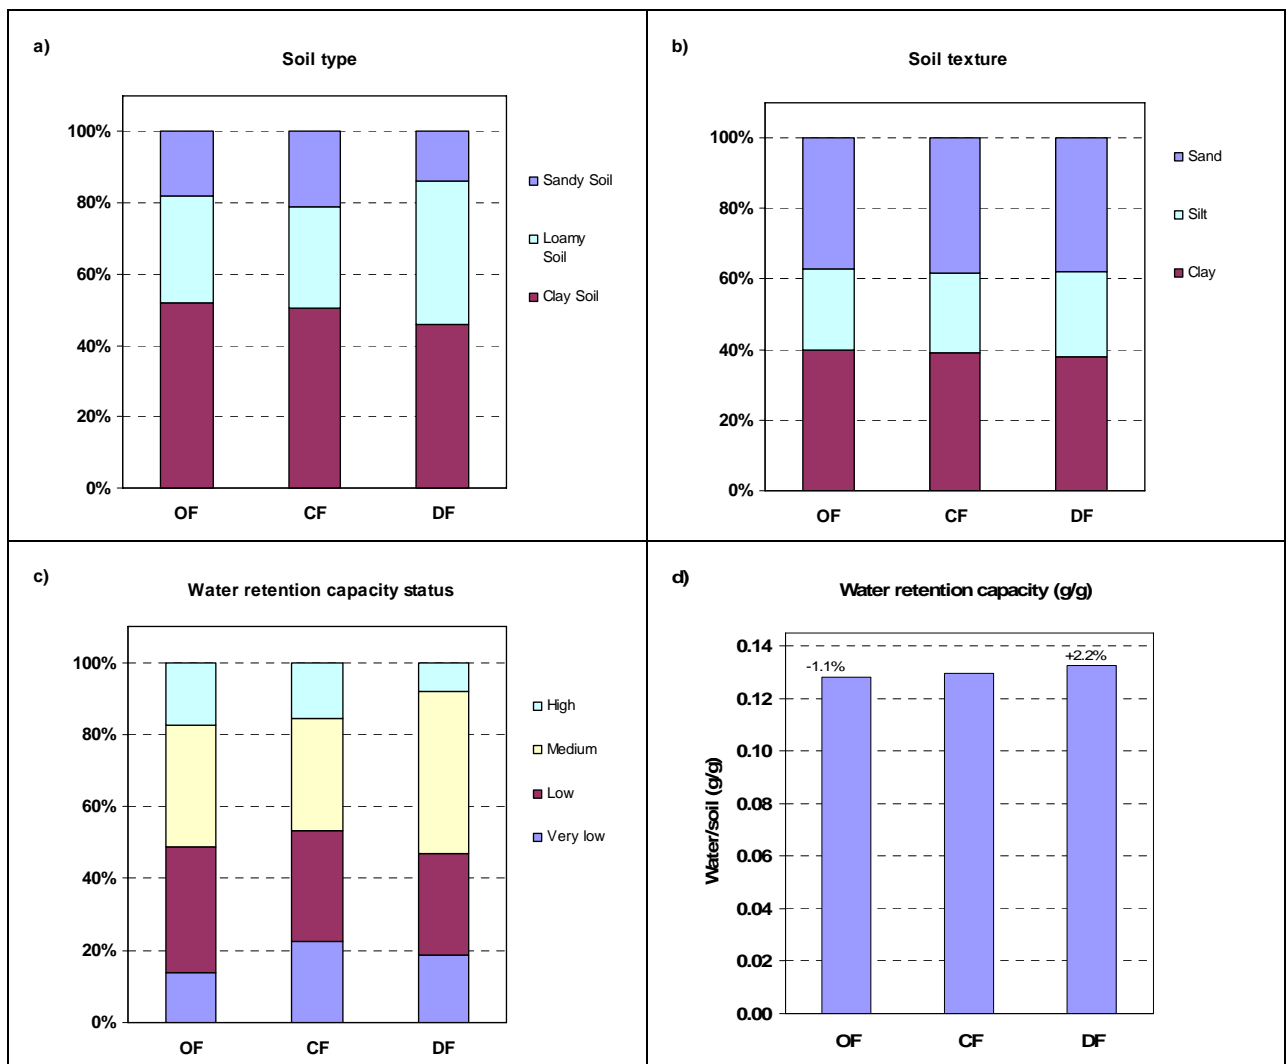 a)
Soil type
100%
80%
60%
40%
20%
0%
OF CF DF
Sandy Soil
Loamy
Soil
Clay Soil
b)
Soil texture
100%
80%
60%
40%
20%
0%
OF CF DF
Sand
Silt
Clay
c)
Water retention capacity status
100%
80%
60%
40%
20%
0%
OF CF DF
High
Medium
Low
Very low
d)
Water retention capacity (g/g)
Water/soil (g/g)
0.14
0.12
0.10
0.08
0.06
0.04
0.02
0.00
-1.1%
+2.2%
OF CF DF